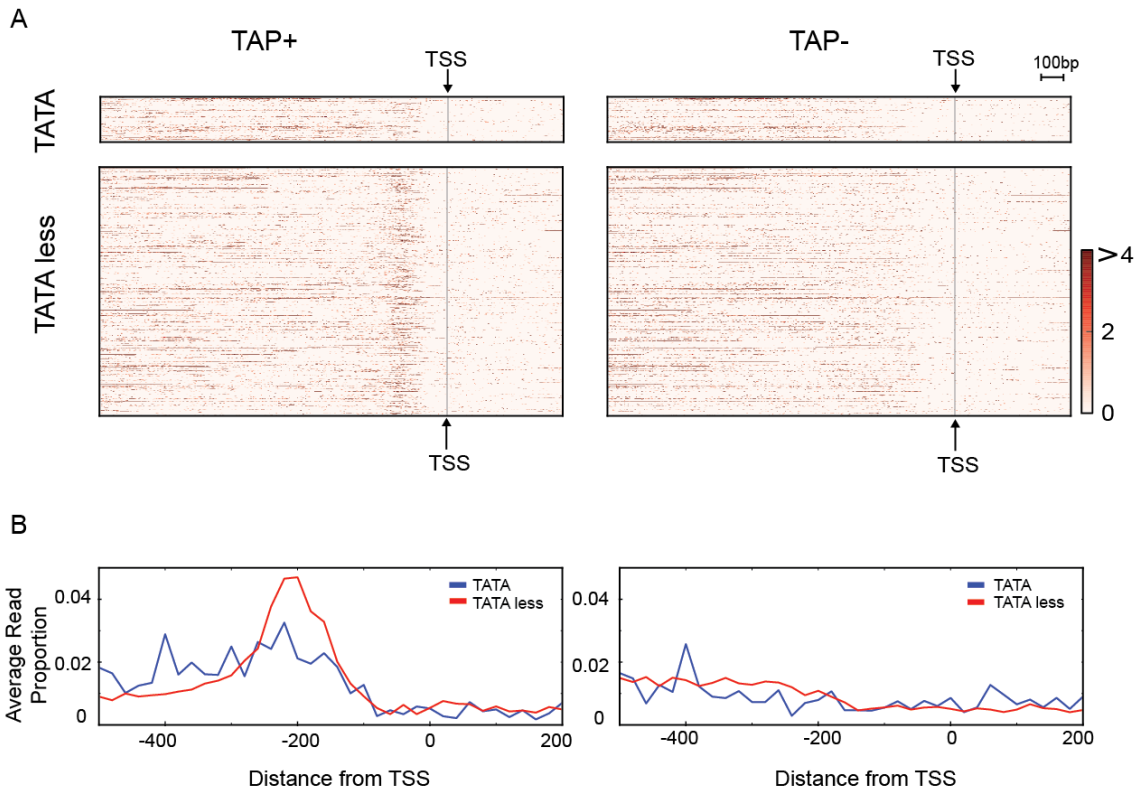 A
TAP+
TAP-
TSS
TSS
100bp
TATA
TATA less
>4
2
0
TSS
TSS
B
Average Read
Proportion
0.04
0.02
0
TATA
TATA less
-400
-200
0
200
Distance from TSS
0.04
0.02
0
TATA
TATA less
-400
-200
0
200
Distance from TSS